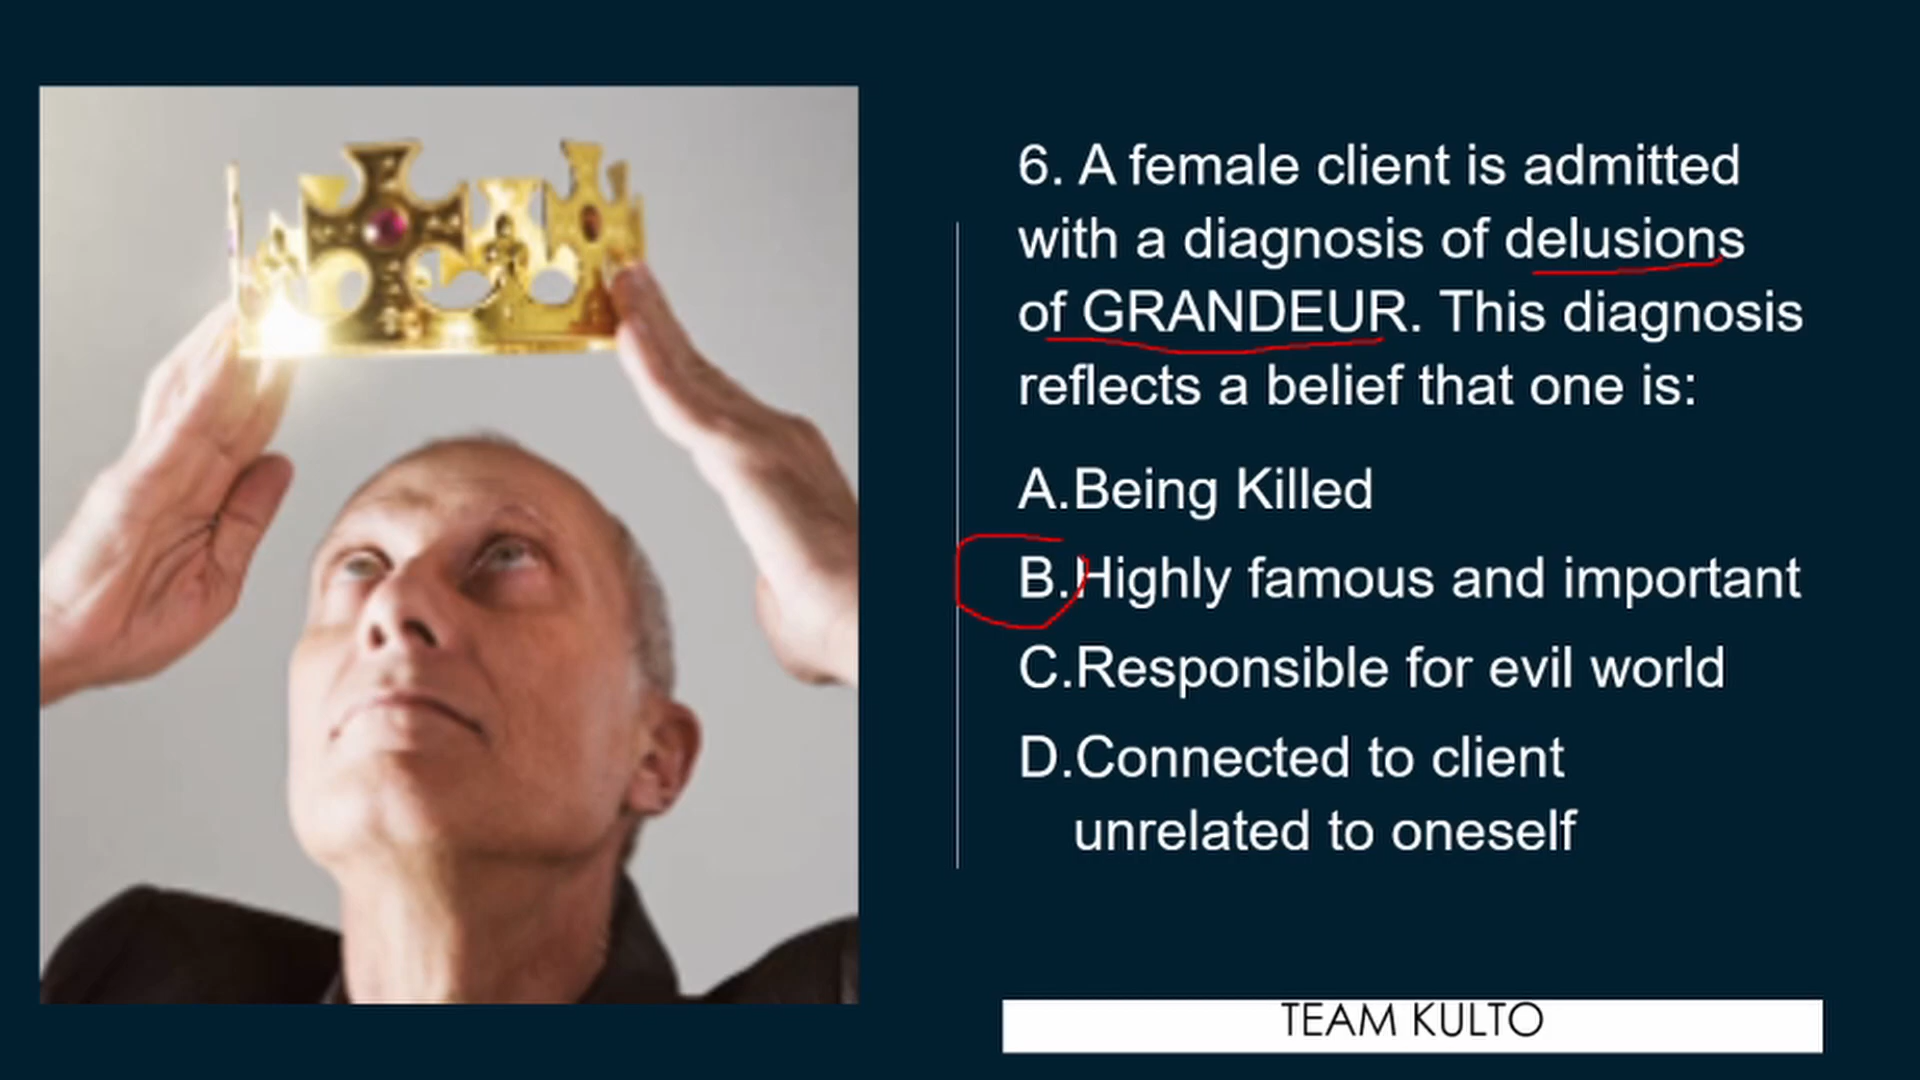 6. A female client is admitted
with a diagnosis of delusions
of GRANDEUR. This diagnosis
reflects a belief that one is:
A.Being Killed
B.Highly famous and important
C.Responsible for evil world
D.Connected to client
unrelated to oneself
TEAM KULTO